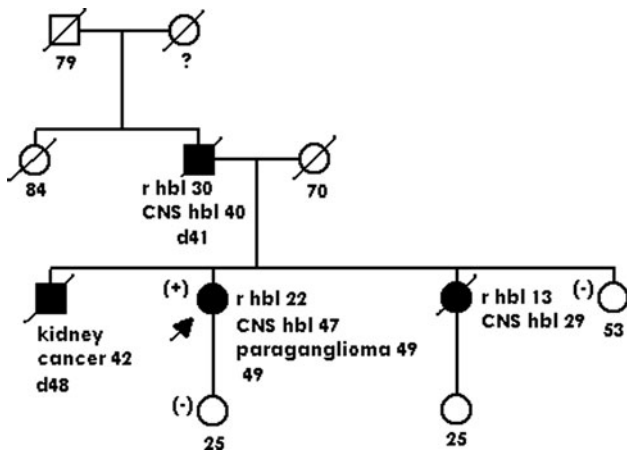 79
?
84
r hbl 30
CNS hbl 40
d41
70
(+)
r hbl 22
CNS hbl 47
paraganglioma 49
49
r hbl 13
CNS hbl 29
(-)
53
kidney
cancer 42
d48
(-)
25
25